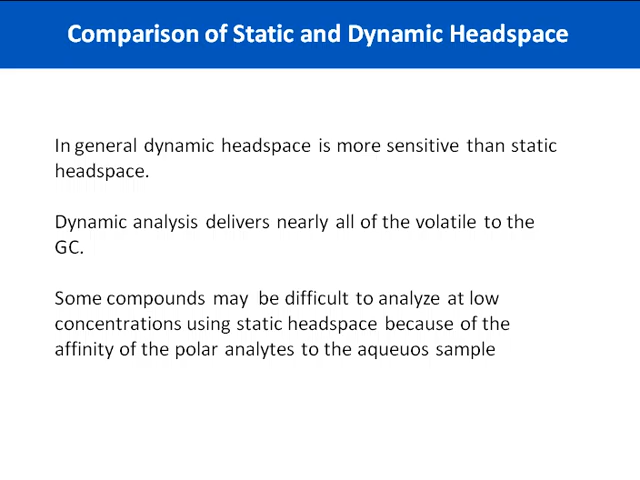 Comparison of Static and Dynamic Headspace
In general dynamic headspace is more sensitive than static
headspace.
Dynamic analysis delivers nearly all of the volatile to the
GC.
Some compounds may be difficult to analyze at low
concentrations using static headspace because of the
affinity of the polar analytes to the aqueuos sample